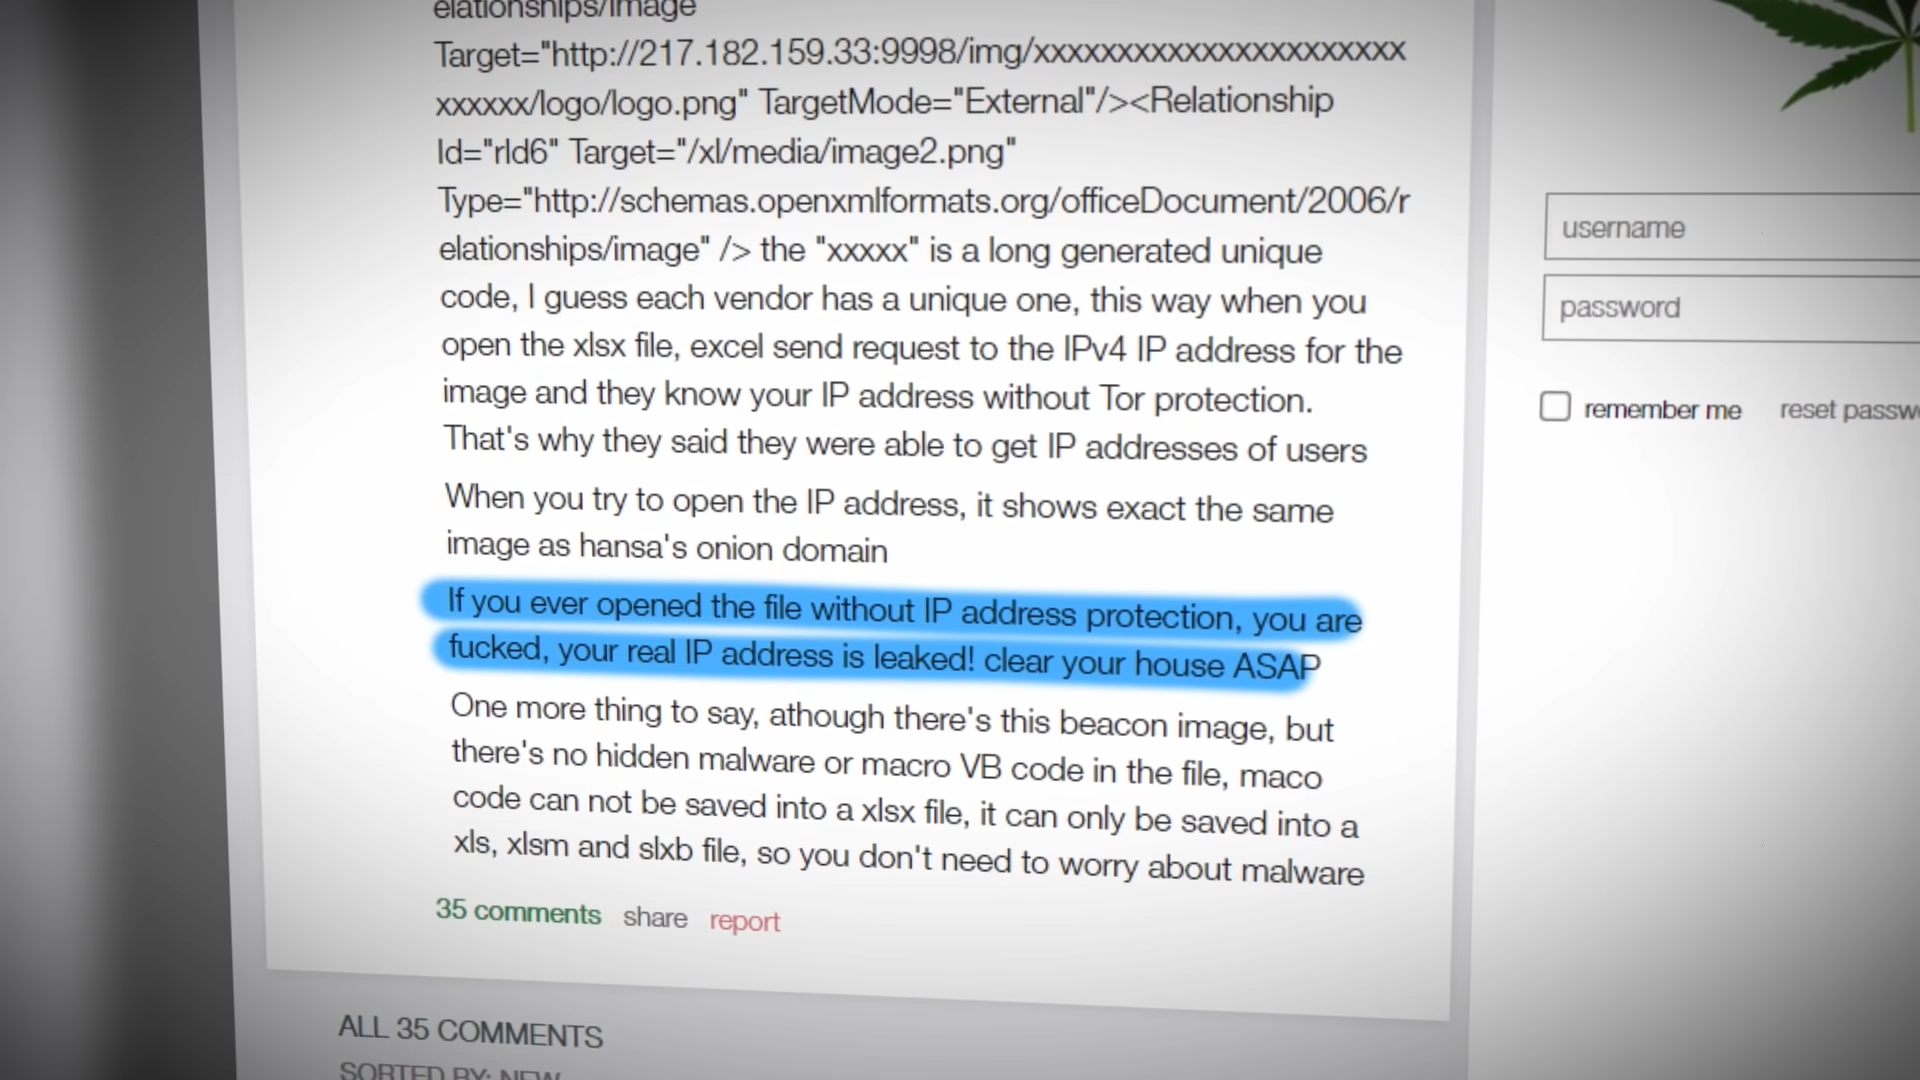 elationships/image
Target="http://217.182.159.33:9998/img/xxxxxxxxxxxxxxxxxxxxxxx
xxxxxx/logo/logo.png" TargetMode="External"/><Relationship
Id="rId6" Target="/xl/media/image2.png"
Type="http://schemas.openxmlformats.org/officeDocument/2006/r
elationships/image" /> the "xxxxx" is a long generated unique
code, I guess each vendor has a unique one, this way when you
open the xlsx file, excel send request to the IPv4 IP address for the
image and they know your IP address without Tor protection.
That's why they said they were able to get IP addresses of users
When you try to open the IP address, it shows exact the same
image as hansa's onion domain
If you ever opened the file without IP address protection, you are
fucked, your real IP address is leaked! clear your house ASAP
One more thing to say, athough there's this beacon image, but
there's no hidden malware or macro VB code in the file, maco
code can not be saved into a xlsx file, it can only be saved into a
xls, xlsm and slxb file, so you don't need to worry about malware
35 comments share report
ALL 35 COMMENTS
SORTED BY: NEW
username
password
remember me reset passw